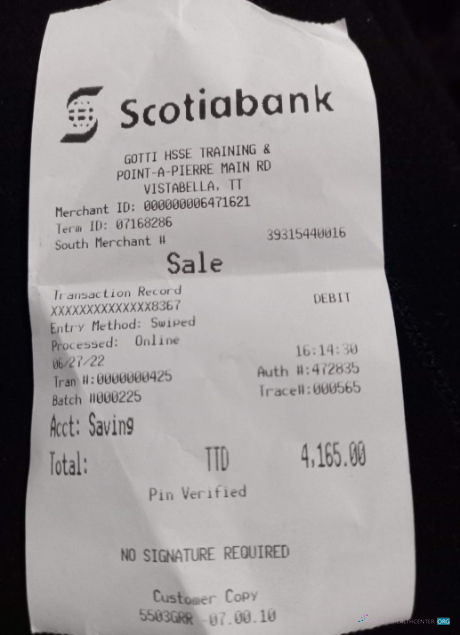 Scotiabank
GOTTI HSSE TRAINING &
POINT-A-PIERRE MAIN RD
VISTABELLA, TT
Merchant ID: 000000006471621
Term ID: 07168286
South Merchant # 39315440016
Sale
Transaction Record
XXXXXXXXXXXXXX8367 DEBIT
Entry Method: Swiped
Processed: Online
06/27/22 16:14:30
Tran #:0000000425 Auth #:472835
Batch #000225 Trace#:000565
Acct: Saving
Total: TTD 4,165.00
Pin Verified
NO SIGNATURE REQUIRED
Customer Copy
5503GRR -07.00.10
.ORG